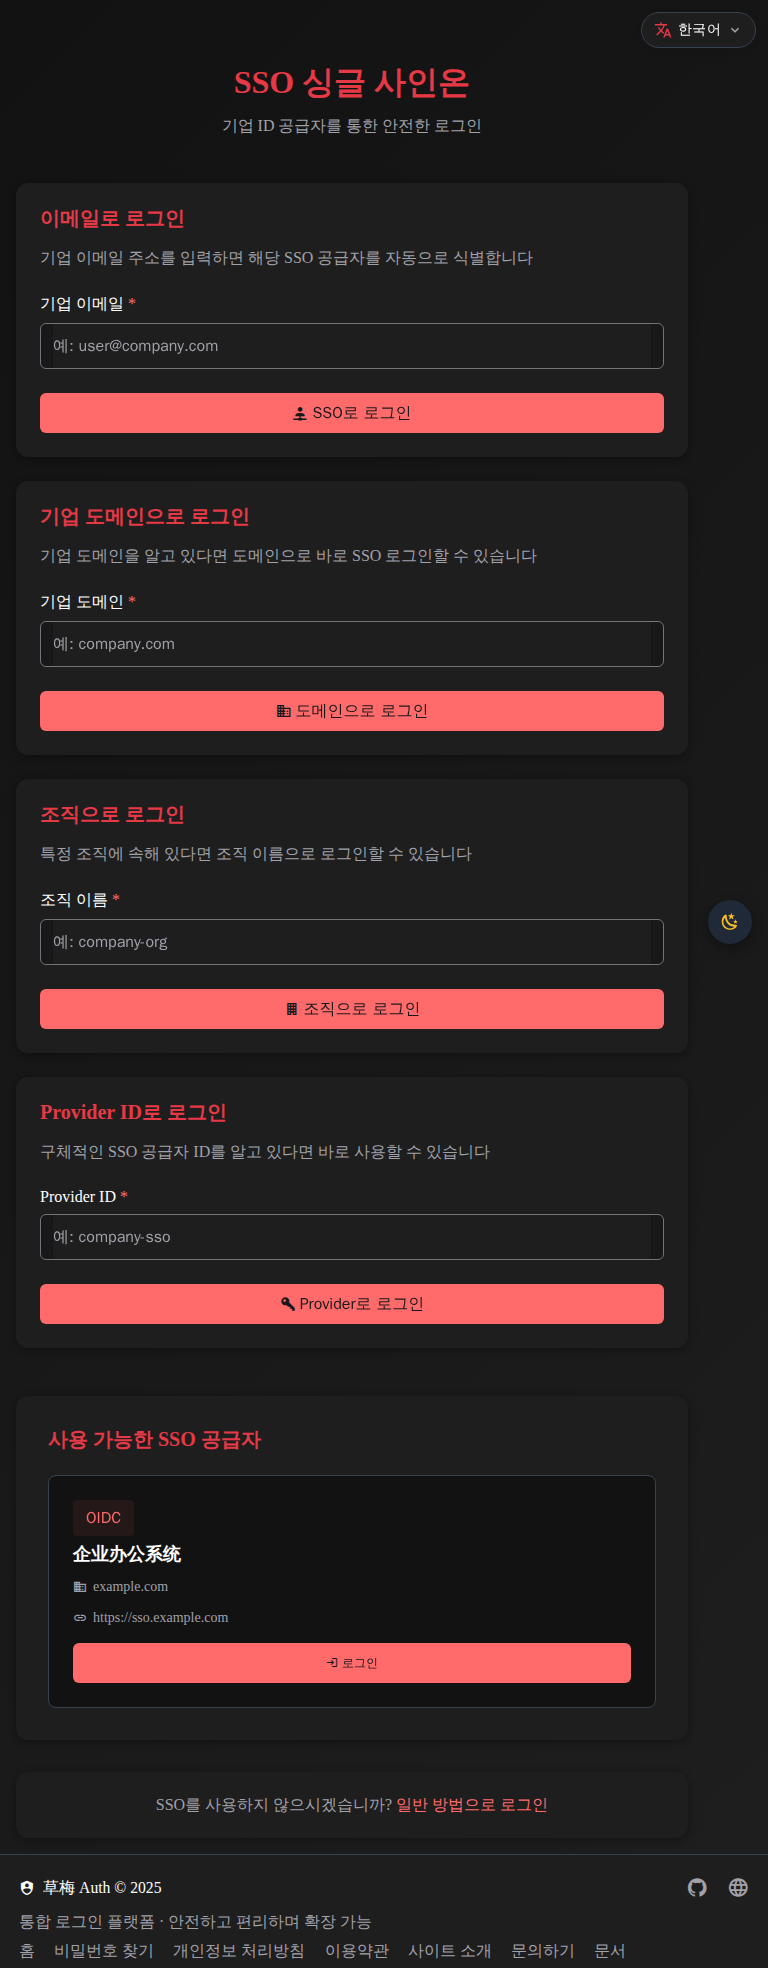 한국어
SSO 싱글 사인온
기업 ID 공급자를 통한 안전한 로그인
이메일로 로그인
기업 이메일 주소를 입력하면 해당 SSO 공급자를 자동으로 식별합니다
기업 이메일 *
예: user@company.com
SSO로 로그인
기업 도메인으로 로그인
기업 도메인을 알고 있다면 도메인으로 바로 SSO 로그인할 수 있습니다
기업 도메인 *
예: company.com
도메인으로 로그인
조직으로 로그인
특정 조직에 속해 있다면 조직 이름으로 로그인할 수 있습니다
조직 이름 *
예: company-org
조직으로 로그인
Provider ID로 로그인
구체적인 SSO 공급자 ID를 알고 있다면 바로 사용할 수 있습니다
Provider ID *
예: company-sso
Provider로 로그인
사용 가능한 SSO 공급자
OIDC
企业办公系统
example.com
https://sso.example.com
로그인
SSO를 사용하지 않으시겠습니까? 일반 방법으로 로그인
草梅 Auth © 2025
통합 로그인 플랫폼 · 안전하고 편리하며 확장 가능
홈 비밀번호 찾기 개인정보 처리방침 이용약관 사이트 소개 문의하기 문서